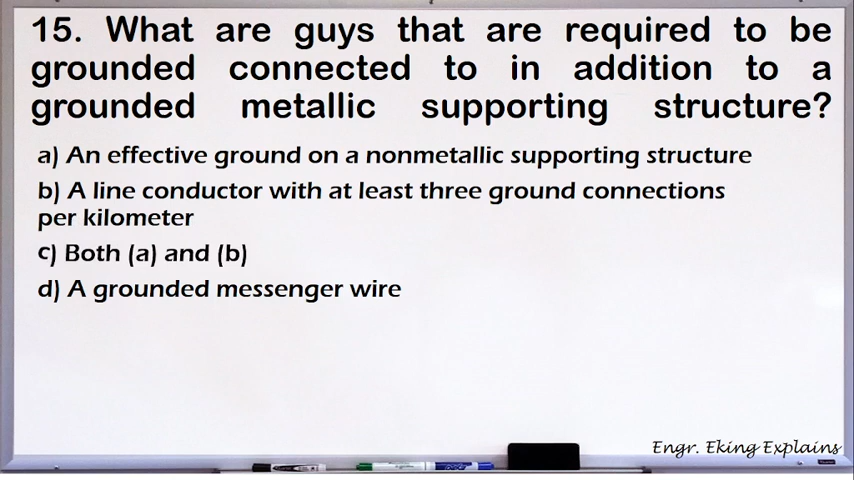 15. What are guys that are required to be
grounded connected to in addition to a
grounded metallic supporting structure?
a) An effective ground on a nonmetallic supporting structure
b) A line conductor with at least three ground connections
per kilometer
c) Both (a) and (b)
d) A grounded messenger wire
Engr. Eking Explains